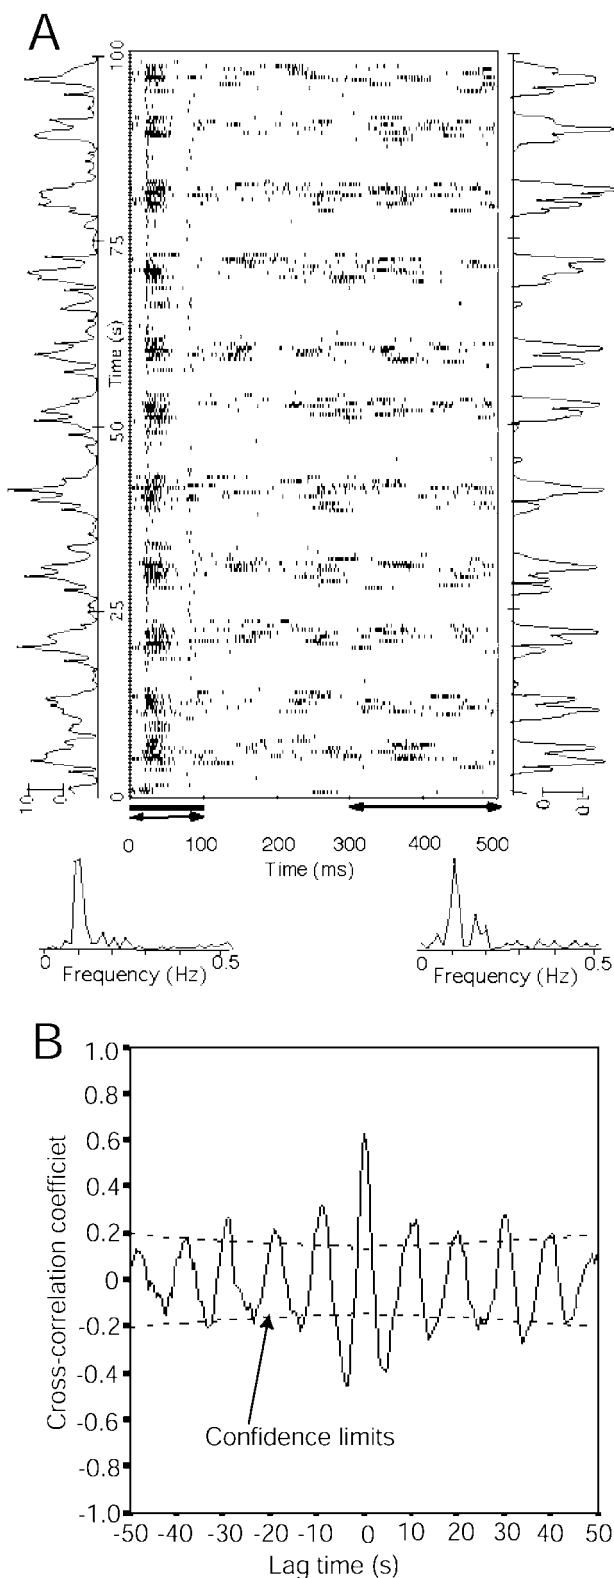 A
100
75
Time (s)
50
25
0
10 0
0 10
0 100 200 300 400 500
Time (ms)
0 0.5
Frequency (Hz)
0 0.5
Frequency (Hz)
B
1.0
0.8
0.6
0.4
0.2
0
-0.2
-0.4
-0.6
-0.8
-1.0
Cross-correlation coefficiet
Confidence limits
-50 -40 -30 -20 -10 0 10 20 30 40 50
Lag time (s)